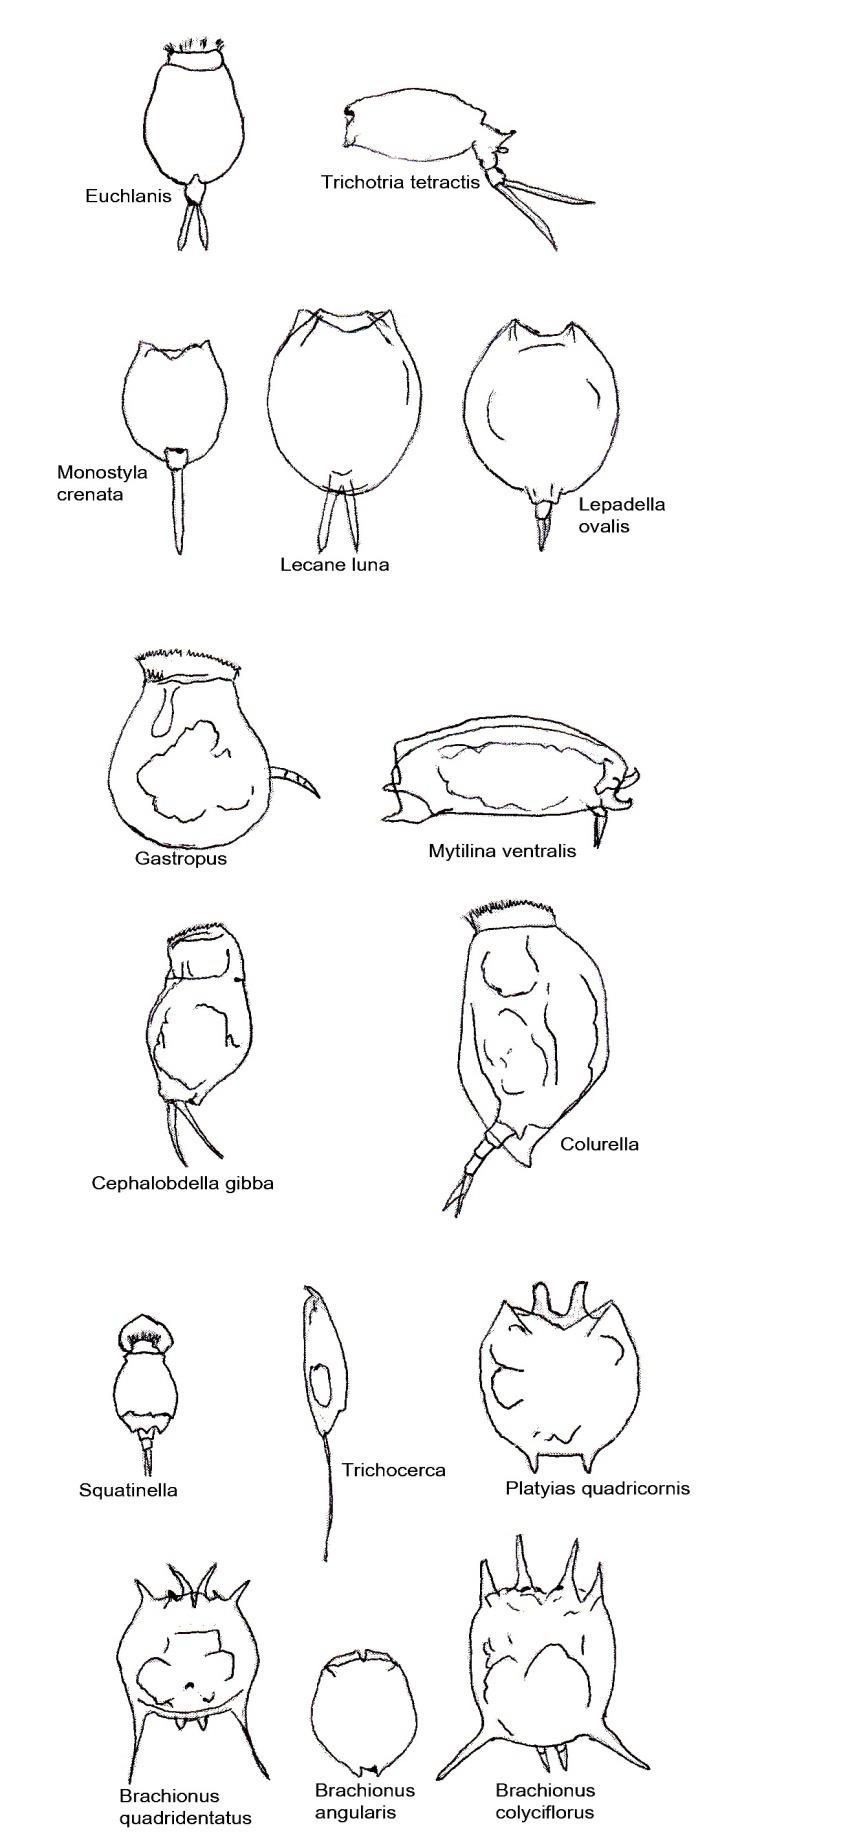 Euchlanis
Trichotria tetractis
Monostyla
crenata
Lecane luna
Lepadella
ovalis
Gastropus
Mytilina ventralis
Cephalobdella gibba
Colurella
Squatinella
Trichocerca
Platyias quadricornis
Brachionus
quadridentatus
Brachionus
angularis
Brachionus
colyciflorus